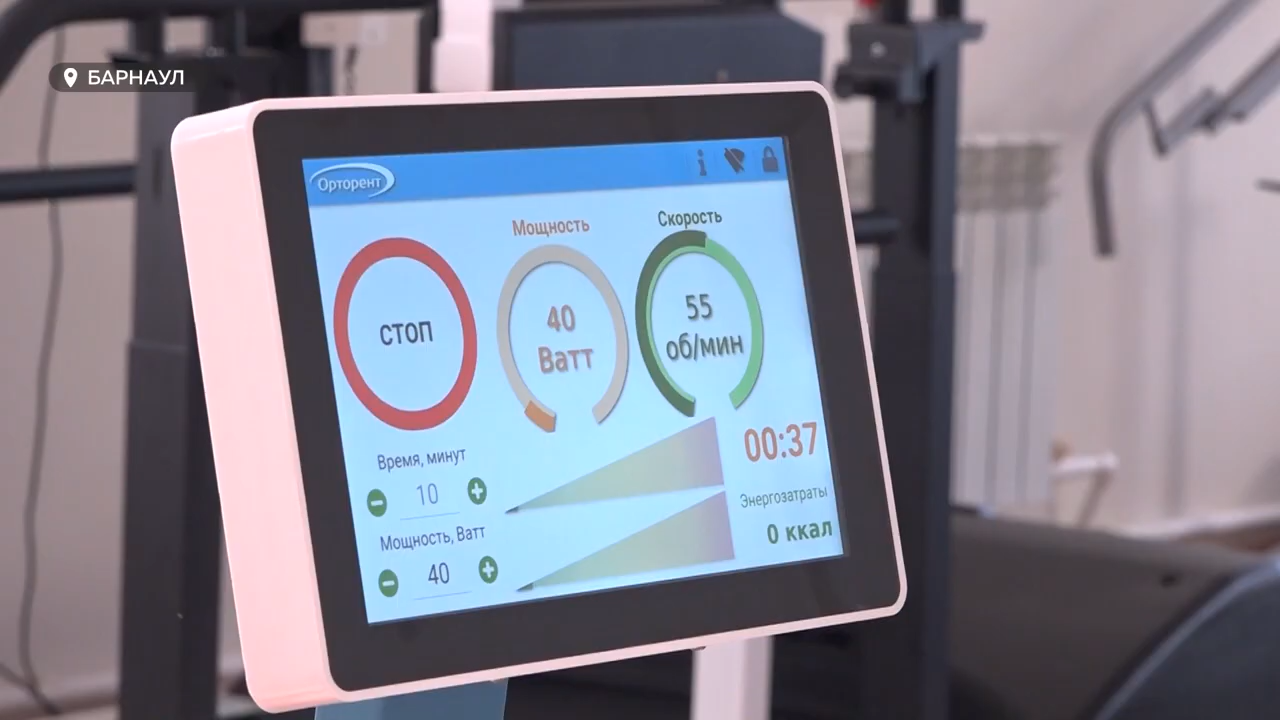 БАРНАУЛ
Орторент
Мощность
Скорость
СТОП
40
Ватт
55
об/мин
Время, минут
10
Мощность, Ватт
40
00:37
Энергозатраты
0 ккал